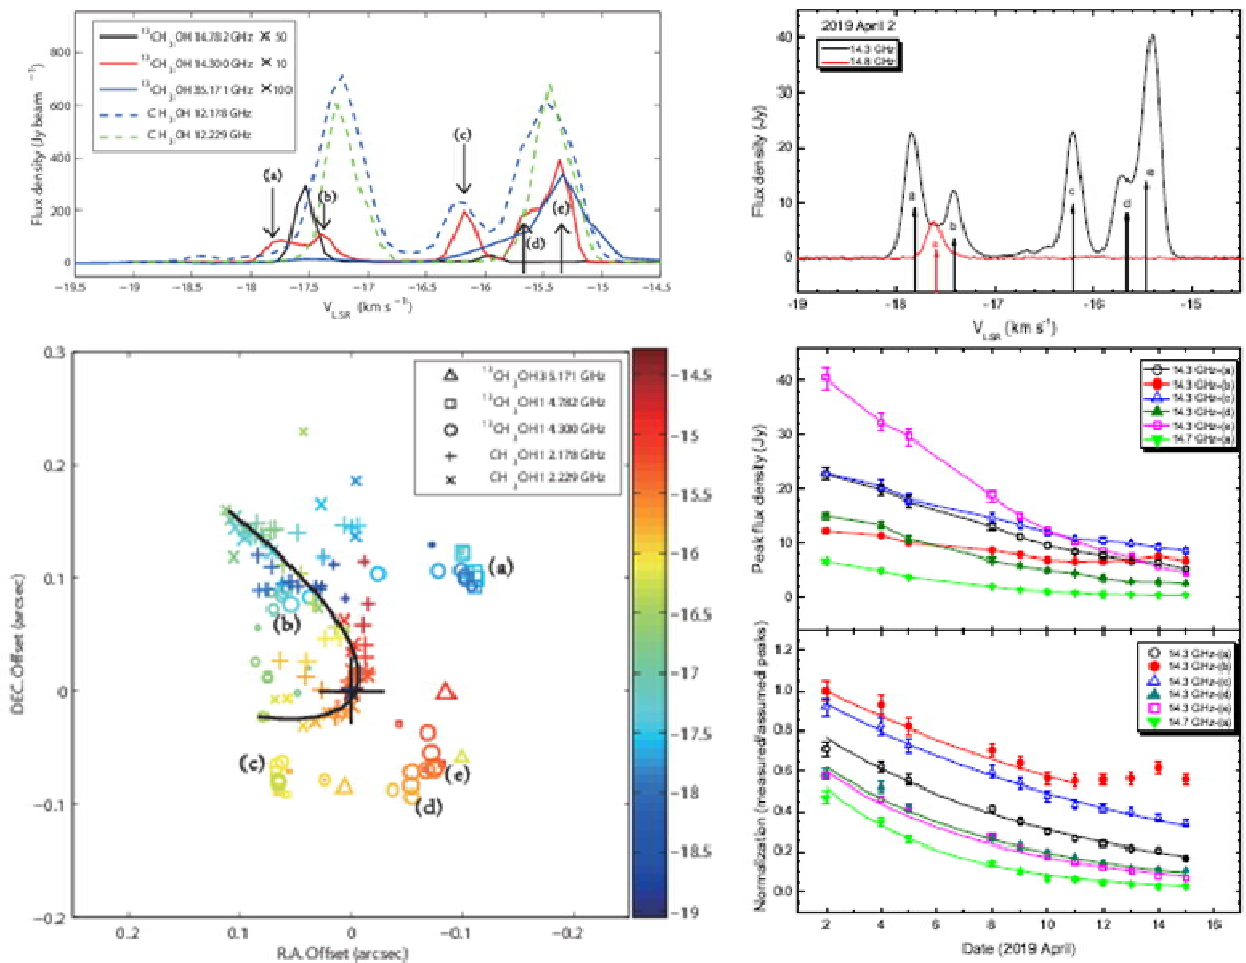 ¹³CH₃OH 14.782 GHz × 50
¹³CH₃OH 14.300 GHz × 10
¹³CH₃OH 35.171 GHz × 100
CH₃OH 12.178 GHz
CH₃OH 12.229 GHz
(a)
(b)
(c)
(d)
(e)
Flux density (Jy beam⁻¹)
800
600
400
200
0
−19.5 −19 −18.5 −18 −17.5 −17 −16.5 −16 −15.5 −15 −14.5
V_LSR (km s⁻¹)
2019 April 2
14.3 GHz
14.8 GHz
Flux density (Jy)
40
30
20
10
0
a
a
b
c
d
e
-19 -18 -17 -16 -15
V_LSR (km s⁻¹)
¹³CH₃OH 35.171 GHz
¹³CH₃OH 14.782 GHz
¹³CH₃OH 14.300 GHz
CH₃OH 12.178 GHz
CH₃OH 12.229 GHz
(a)
(b)
(c)
(d)
(e)
DEC. Offset (arcsec)
0.3
0.2
0.1
0
−0.1
−0.2
0.2 0.1 0 −0.1 −0.2
R.A. Offset (arcsec)
−14.5
−15
−15.5
−16
−16.5
−17
−17.5
−18
−18.5
−19
14.3 GHz-(a)
14.3 GHz-(b)
14.3 GHz-(c)
14.3 GHz-(d)
14.3 GHz-(e)
14.7 GHz-(a)
Peak flux density (Jy)
40
30
20
10
0
14.3 GHz-(a)
14.3 GHz-(b)
14.3 GHz-(c)
14.3 GHz-(d)
14.3 GHz-(e)
14.7 GHz-(a)
Normalization (measured/assumed peaks)
1.2
1.0
0.8
0.6
0.4
0.2
0.0
2 4 6 8 10 12 14 16
Date (2019 April)